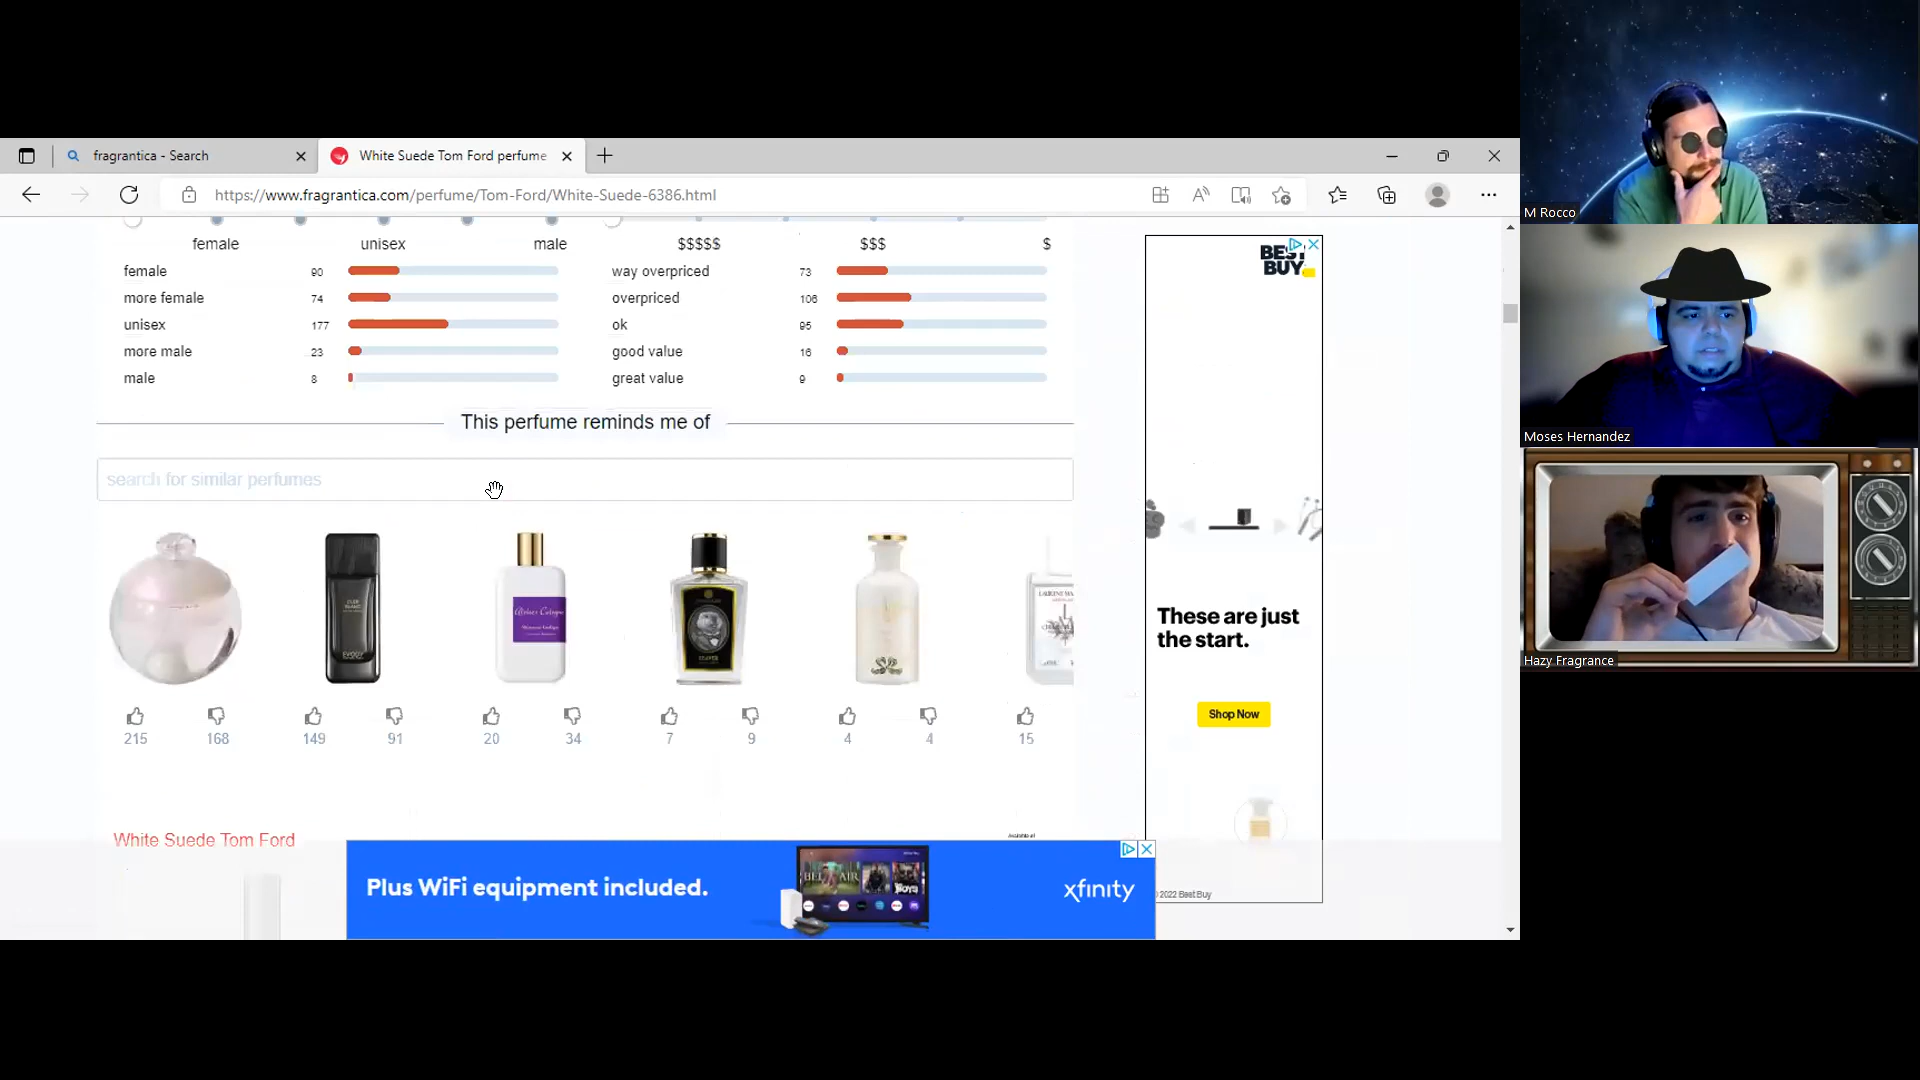 fragrantica - Search
White Suede Tom Ford perfume
https://www.fragrantica.com/perfume/Tom-Ford/White-Suede-6386.html
female unisex male $$$$$ $$$ $
female 90 way overpriced 73
more female 74 overpriced 106
unisex 177 ok 95
more male 23 good value 16
male 8 great value 9
This perfume reminds me of
search for similar perfumes
215 168 149 91 20 34 7 9 4 4 15
White Suede Tom Ford
Plus WiFi equipment included.
BEL-AIR
xfinity
BEST
BUY
These are just
the start.
Shop Now
2022 Best Buy
M Rocco
Moses Hernandez
Hazy Fragrance